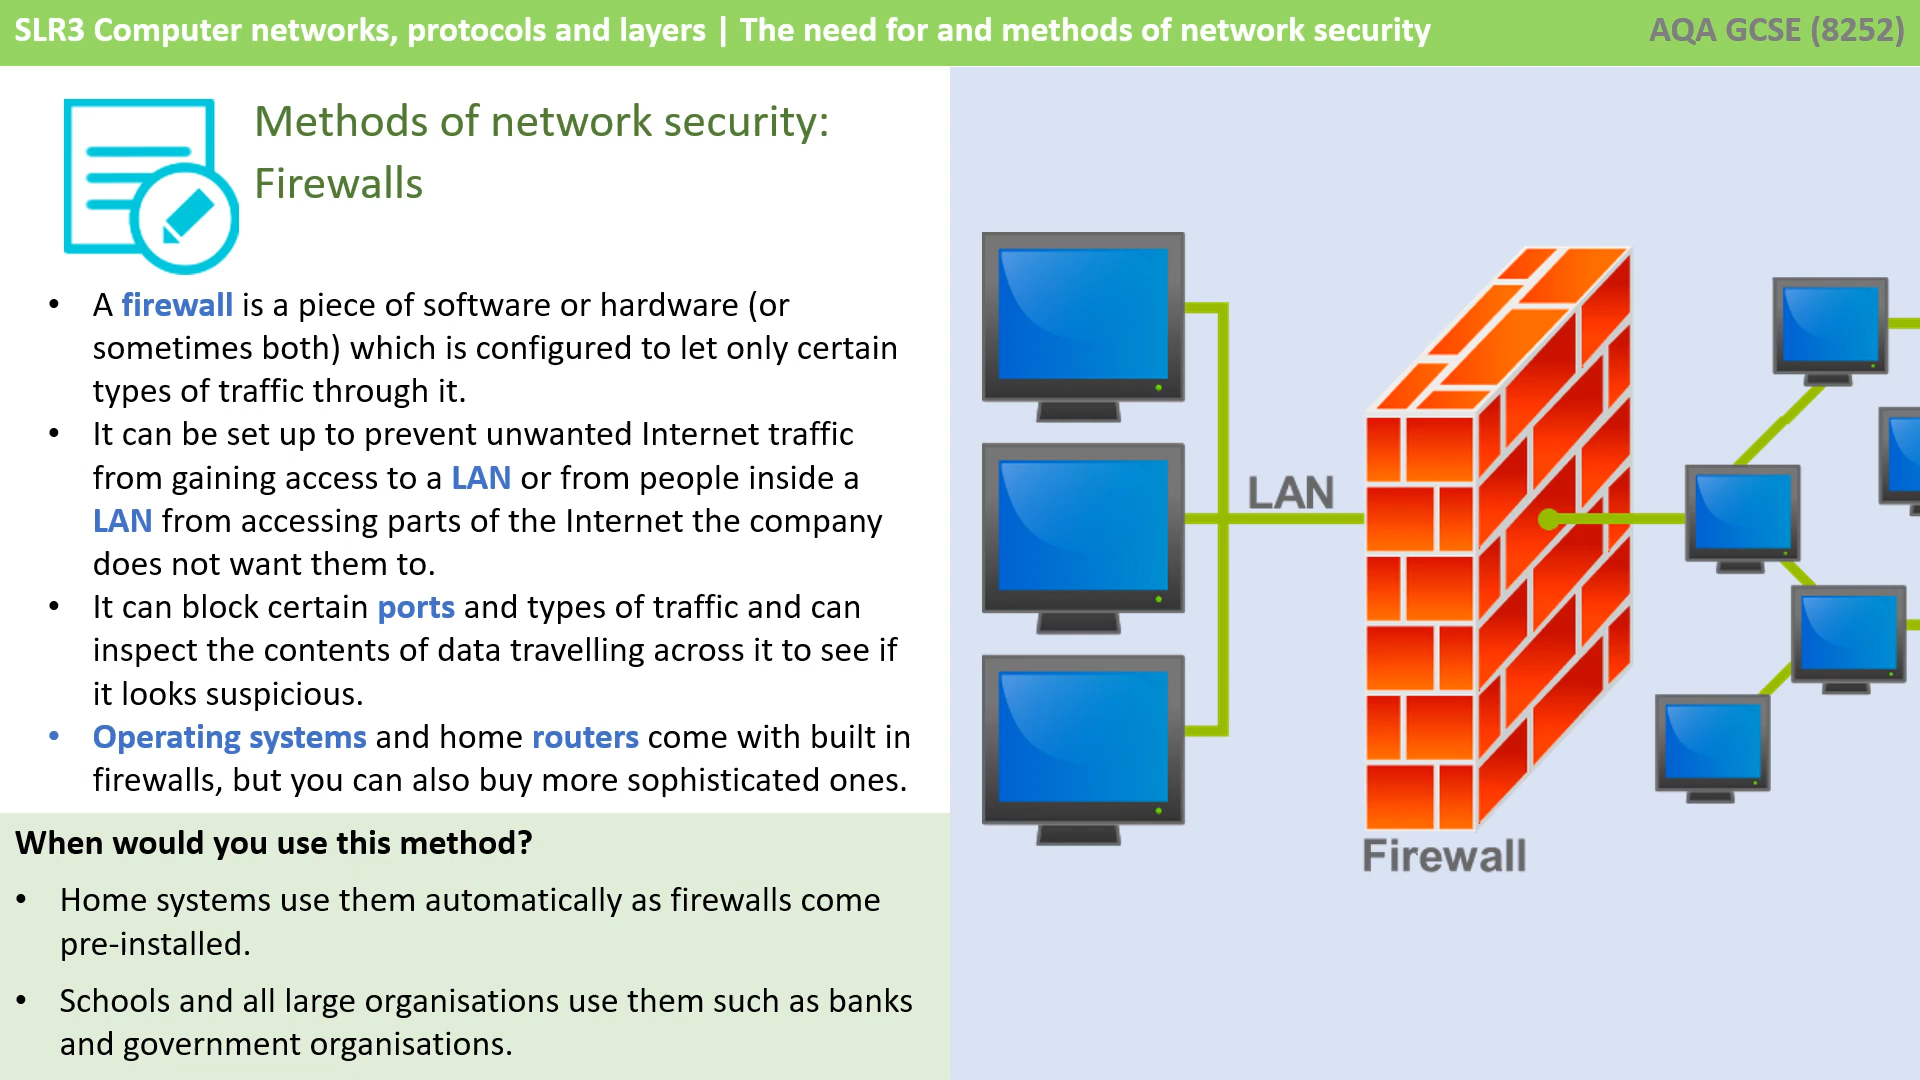 SLR3 Computer networks, protocols and layers | The need for and methods of network security
AQA GCSE (8252)
Methods of network security:
Firewalls
• A firewall is a piece of software or hardware (or
sometimes both) which is configured to let only certain
types of traffic through it.
• It can be set up to prevent unwanted Internet traffic
from gaining access to a LAN or from people inside a
LAN from accessing parts of the Internet the company
does not want them to.
• It can block certain ports and types of traffic and can
inspect the contents of data travelling across it to see if
it looks suspicious.
• Operating systems and home routers come with built in
firewalls, but you can also buy more sophisticated ones.
When would you use this method?
• Home systems use them automatically as firewalls come
pre-installed.
• Schools and all large organisations use them such as banks
and government organisations.
LAN
Firewall